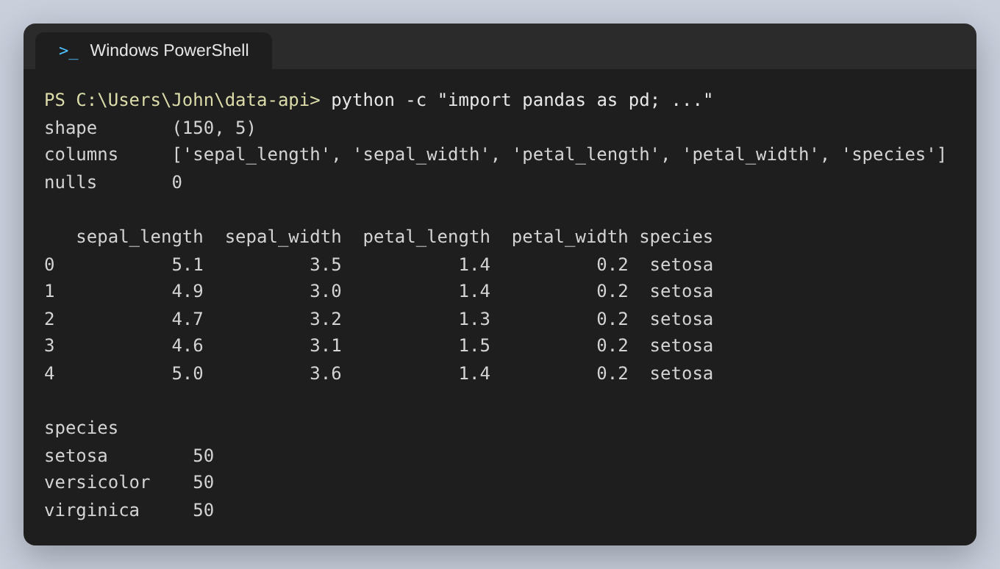 >_ Windows PowerShell
PS C:\Users\John\data-api> python -c "import pandas as pd; ..."
shape       (150, 5)
columns     ['sepal_length', 'sepal_width', 'petal_length', 'petal_width', 'species']
nulls       0

   sepal_length  sepal_width  petal_length  petal_width species
0           5.1          3.5           1.4          0.2  setosa
1           4.9          3.0           1.4          0.2  setosa
2           4.7          3.2           1.3          0.2  setosa
3           4.6          3.1           1.5          0.2  setosa
4           5.0          3.6           1.4          0.2  setosa

species
setosa        50
versicolor    50
virginica     50